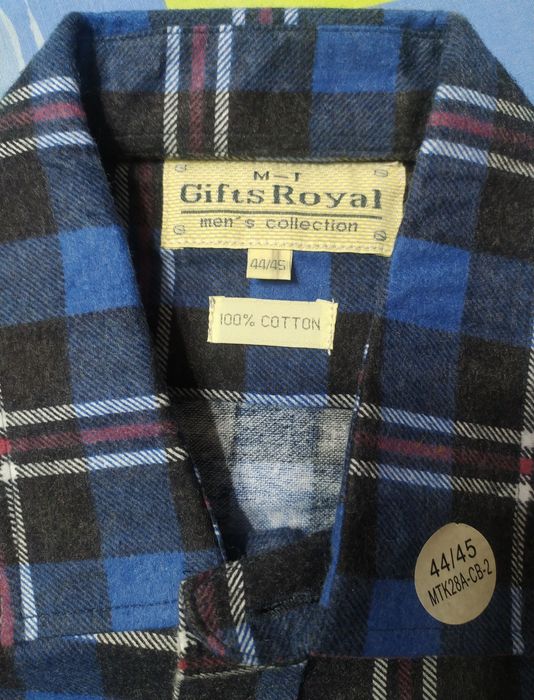 M-J
Gifts Royal
men's collection
44/45
100% COTTON
44/45
MTK28A-CB-2